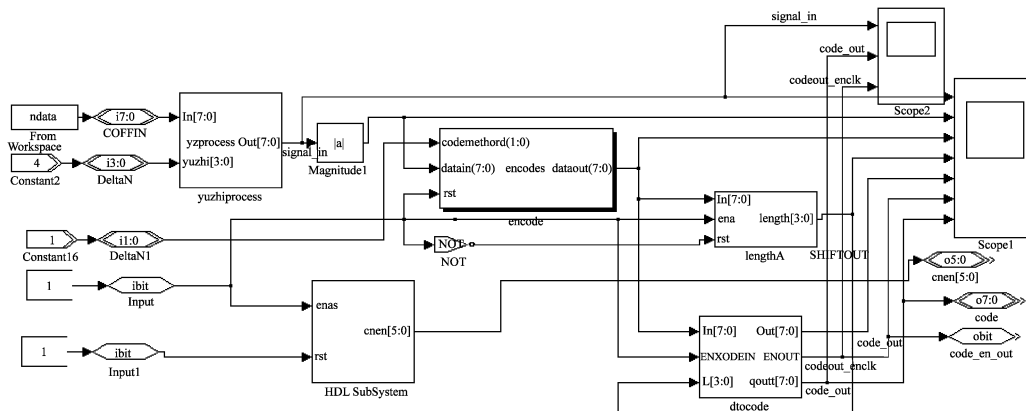 signal_in
code_out
codeout_enclk
Scope2
ndata
i7:0
From
Workspace
COFFIN
In[7:0]
yzprocess Out[7:0]
yuzhi[3:0]
yuzhiprocess
signal_in
|a|
Magnitude1
4
Constant2
i3:0
DeltaN
codemethord(1:0)
datain(7:0) encodes dataout(7:0)
rst
encode
In[7:0]
ena length[3:0]
rst
lengthA
SHIFTOUT
Scope1
1
Constant16
i1:0
DeltaN1
NOT
NOT
o5:0
cnen[5:0]
1
ibit
Input
enas
cnen[5:0]
rst
HDL SubSystem
o7:0
code
1
ibit
Input1
In[7:0] Out[7:0]
ENXODEIN ENOUT
L[3:0] qoutt[7:0]
dtocode
code_out
codeout_enclk
code_out
obit
code_en_out